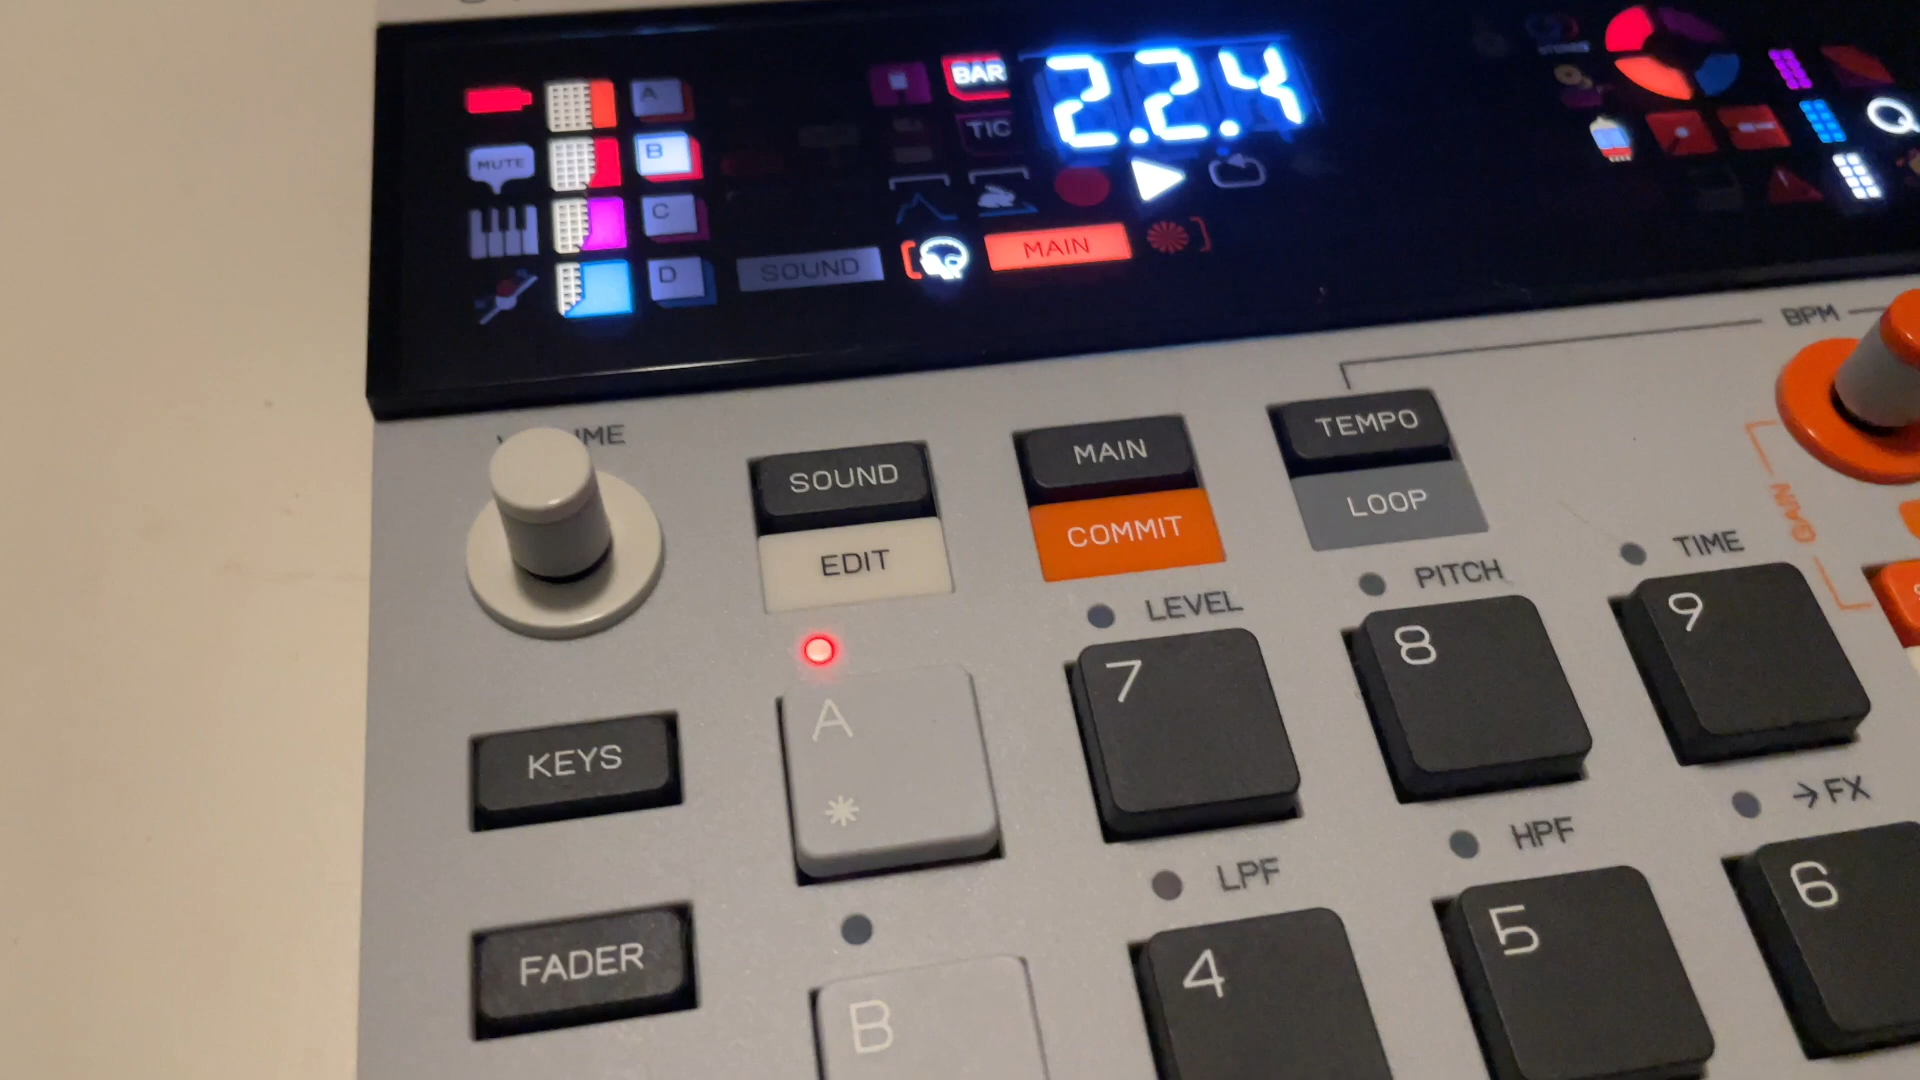 A
BAR
2.2.4
TIC
MUTE
B
C
D
SOUND
MAIN
BPM
TEMPO
MAIN
SOUND
LOOP
COMMIT
EDIT
GAIN
TIME
PITCH
LEVEL
9
8
7
A
*
KEYS
→FX
HPF
LPF
6
5
4
FADER
B